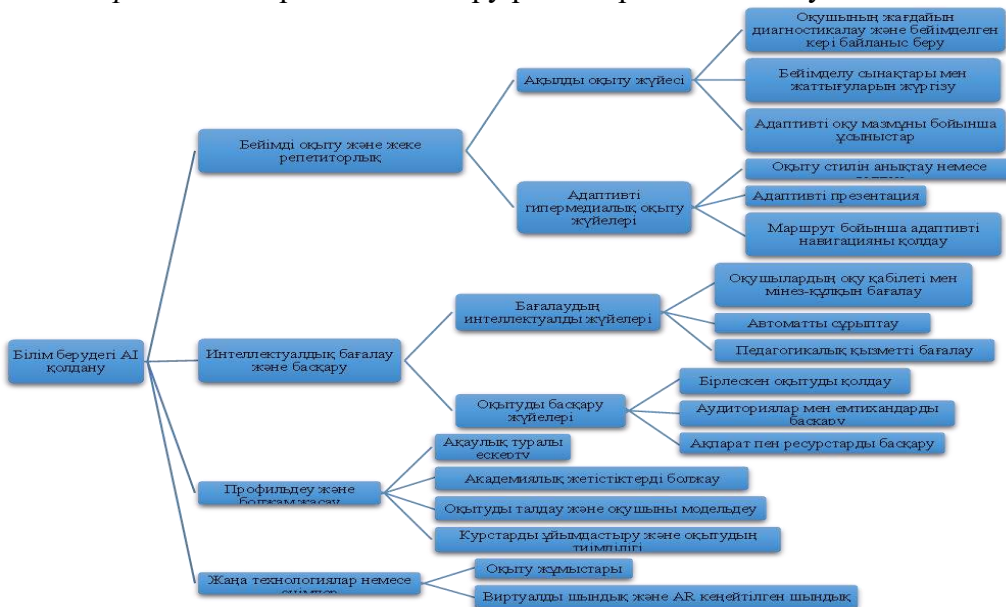 Білім берудегі AI
қолдану
Бейімді оқыту және жеке
репетиторлық
Ақылды оқыту жүйесі
Оқушының жағдайын
диагностикалау және бейімделген
кері байланыс беру
Бейімделу сынақтары мен
жаттығуларын жүргізу
Адаптивті оқу мазмұны бойынша
ұсыныстар
Адаптивті
гипермедиалық оқыту
жүйелері
Оқыту стилін анықтау немесе
Адаптивті презентация
Маршрут бойынша адаптивті
навигацияны қолдау
Интеллектуалдық бағалау
және басқару
Бағалаудың
интеллектуалды жүйелері
Оқушылардың оқу қабілеті мен
мінез-құлқын бағалау
Автоматты сұрыптау
Педагогикалық қызметті бағалау
Оқытуды басқару
жүйелері
Бірлескен оқытуды қолдау
Аудиториялар мен емтихандарды
басқару
Ақпарат пен ресурстарды басқару
Профильдеу және
болжам жасау
Ақаулық туралы
ескерту
Академиялық жетістіктерді болжау
Оқытуды талдау және оқушыны модельдеу
Курстарды ұйымдастыру және оқытудың
тиімділігі
Жаңа технологиялар немесе
Оқыту жұмыстары
Виртуалды шындық және AR кеңейтілген шындық